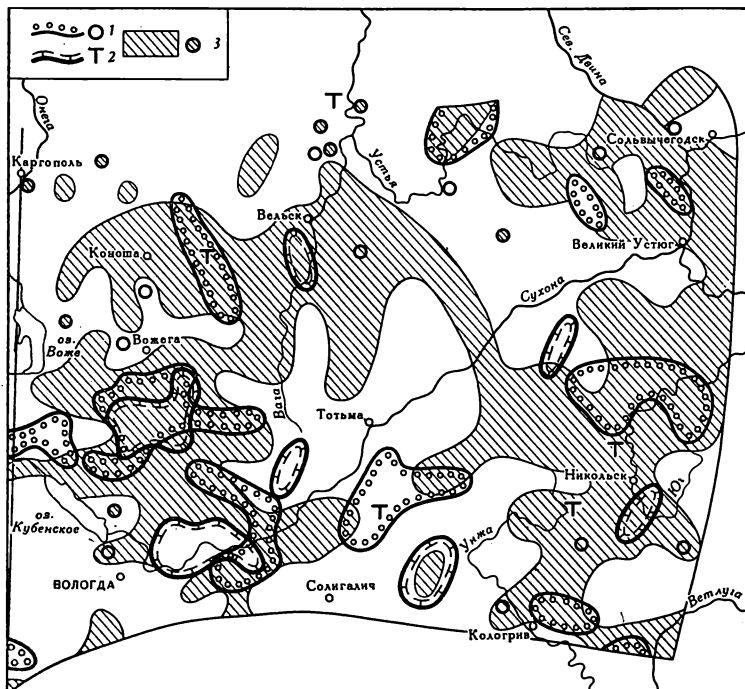 1
Т 2
3
Сев. Двина
Онега
Т
Устья
Сольвычегодск
Каргополь
Вельск
Великий Устюг
Коноша
Т
Сухона
оз.
Воже
Вожега
Вага
Тотьма
Т
Никольск
Юг
оз.
Кубенское
Т
Т
Унжа
ВОЛОГДА
Солигалич
Ветлуга
Кологрив